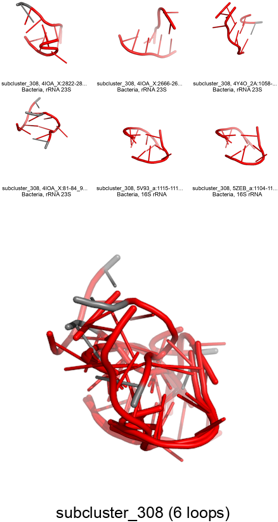 subcluster_308, 4IOA_X:2822-28...
Bacteria, rRNA 23S
subcluster_308, 4IOA_X:2666-26...
Bacteria, rRNA 23S
subcluster_308, 4Y4O_2A:1058-...
Bacteria, rRNA 23S
subcluster_308, 4IOA_X:81-84_9...
Bacteria, rRNA 23S
subcluster_308, 5V93_a:1115-111...
Bacteria, 16S rRNA
subcluster_308, 5ZEB_a:1104-11...
Bacteria, 16S rRNA
subcluster_308 (6 loops)